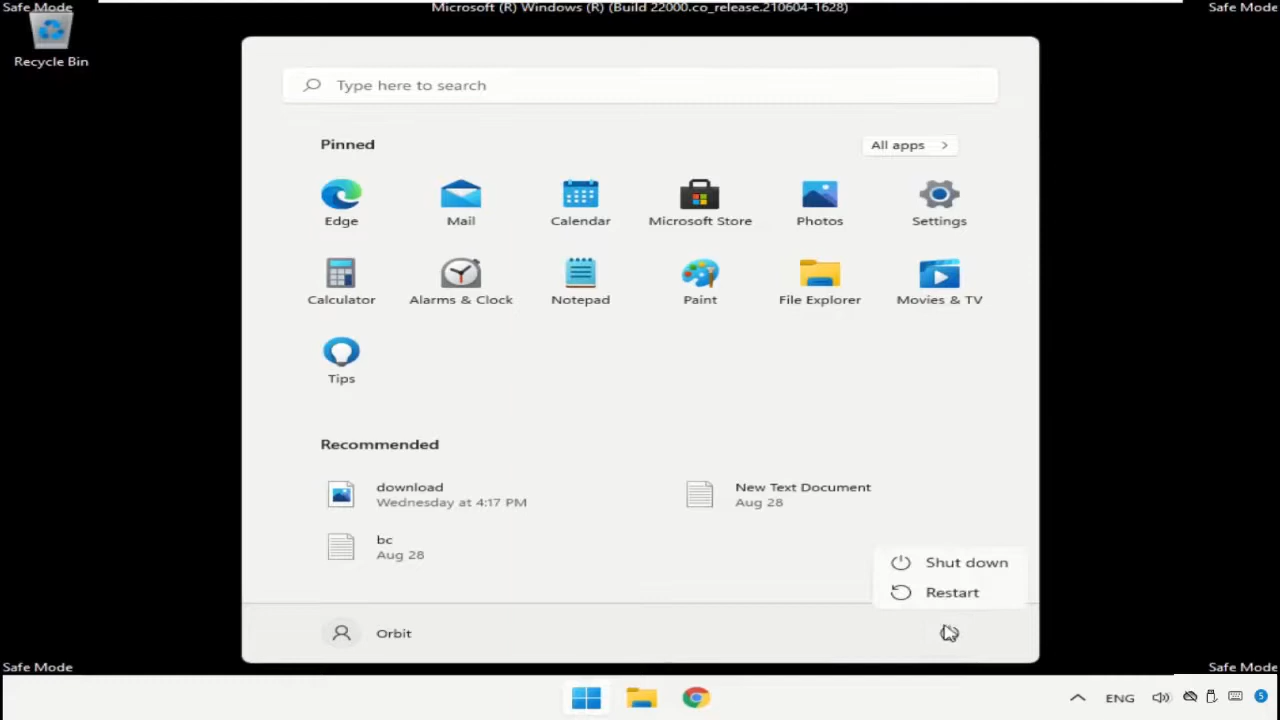 Safe Mode
Microsoft (R) Windows (R) (Build 22000.co_release.210604-1628)
Safe Mode
Recycle Bin
Type here to search
Pinned
All apps
Edge
Mail
Calendar
Microsoft Store
Photos
Settings
Calculator
Alarms & Clock
Notepad
Paint
File Explorer
Movies & TV
Tips
Recommended
download
Wednesday at 4:17 PM
New Text Document
Aug 28
bc
Aug 28
Shut down
Restart
Orbit
Safe Mode
Safe Mode
ENG
5